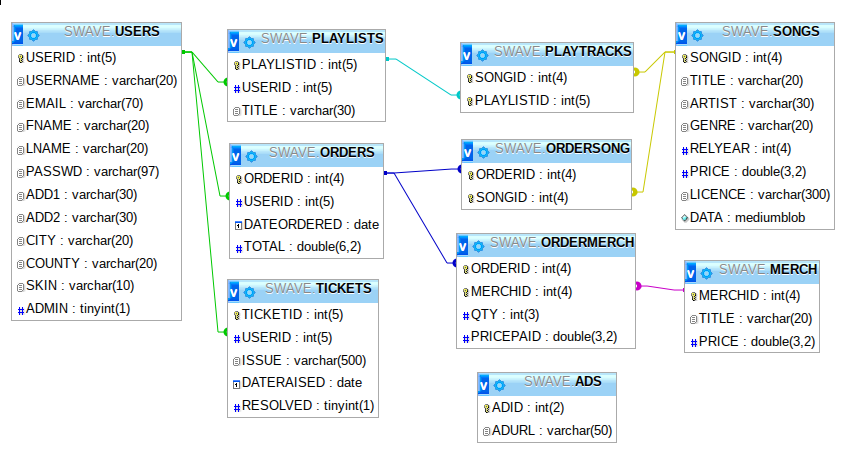 SWAVE USERS
USERID : int(5)
USERNAME : varchar(20)
EMAIL : varchar(70)
FNAME : varchar(20)
LNAME : varchar(20)
PASSWD : varchar(97)
ADD1 : varchar(30)
ADD2 : varchar(30)
CITY : varchar(20)
COUNTY : varchar(20)
SKIN : varchar(10)
ADMIN : tinyint(1)
SWAVE PLAYLISTS
PLAYLISTID : int(5)
USERID : int(5)
TITLE : varchar(30)
SWAVE ORDERS
ORDERID : int(4)
USERID : int(5)
DATEORDERED : date
TOTAL : double(6,2)
SWAVE TICKETS
TICKETID : int(5)
USERID : int(5)
ISSUE : varchar(500)
DATERAISED : date
RESOLVED : tinyint(1)
SWAVE PLAYTRACKS
SONGID : int(4)
PLAYLISTID : int(5)
SWAVE ORDERSONG
ORDERID : int(4)
SONGID : int(4)
SWAVE ORDERMERCH
ORDERID : int(4)
MERCHID : int(4)
QTY : int(3)
PRICEPAID : double(3,2)
SWAVE ADS
ADID : int(2)
ADURL : varchar(50)
SWAVE SONGS
SONGID : int(4)
TITLE : varchar(20)
ARTIST : varchar(30)
GENRE : varchar(20)
RELYEAR : int(4)
PRICE : double(3,2)
LICENCE : varchar(300)
DATA : mediumblob
SWAVE MERCH
MERCHID : int(4)
TITLE : varchar(20)
PRICE : double(3,2)